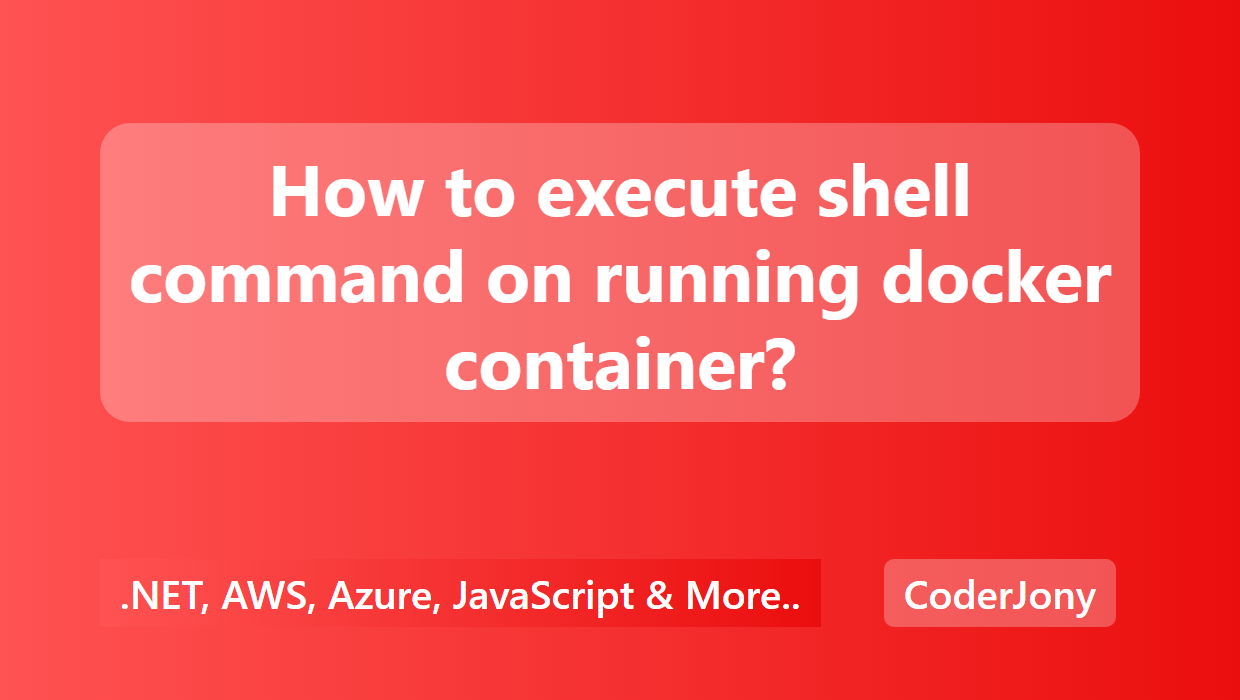 How to execute shell
command on running docker
container?
.NET, AWS, Azure, JavaScript & More..
CoderJony